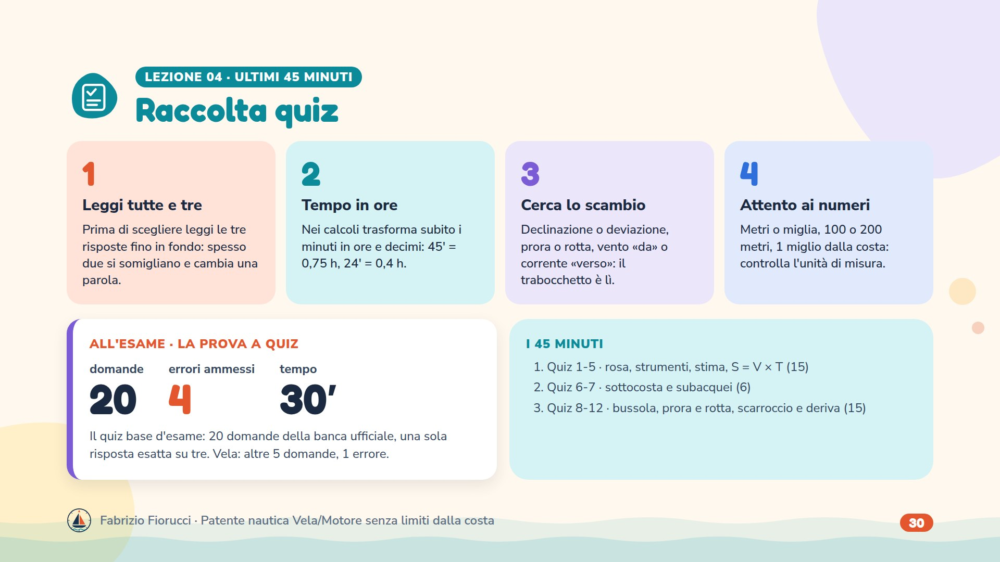 LEZIONE 04 · ULTIMI 45 MINUTI
Raccolta quiz
1
Leggi tutte e tre
Prima di scegliere leggi le tre
risposte fino in fondo: spesso
due si somigliano e cambia una
parola.
2
Tempo in ore
Nei calcoli trasforma subito i
minuti in ore e decimi: 45' =
0,75 h, 24' = 0,4 h.
3
Cerca lo scambio
Declinazione o deviazione,
prora o rotta, vento «da» o
corrente «verso»: il
trabocchetto è lì.
4
Attento ai numeri
Metri o miglia, 100 o 200
metri, 1 miglio dalla costa:
controlla l'unità di misura.
ALL'ESAME · LA PROVA A QUIZ
domande errori ammessi tempo
20 4 30′
Il quiz base d'esame: 20 domande della banca ufficiale, una sola
risposta esatta su tre. Vela: altre 5 domande, 1 errore.
I 45 MINUTI
1. Quiz 1-5 · rosa, strumenti, stima, S = V × T (15)
2. Quiz 6-7 · sottocosta e subacquei (6)
3. Quiz 8-12 · bussola, prora e rotta, scarroccio e deriva (15)
Fabrizio Fiorucci · Patente nautica Vela/Motore senza limiti dalla costa
30